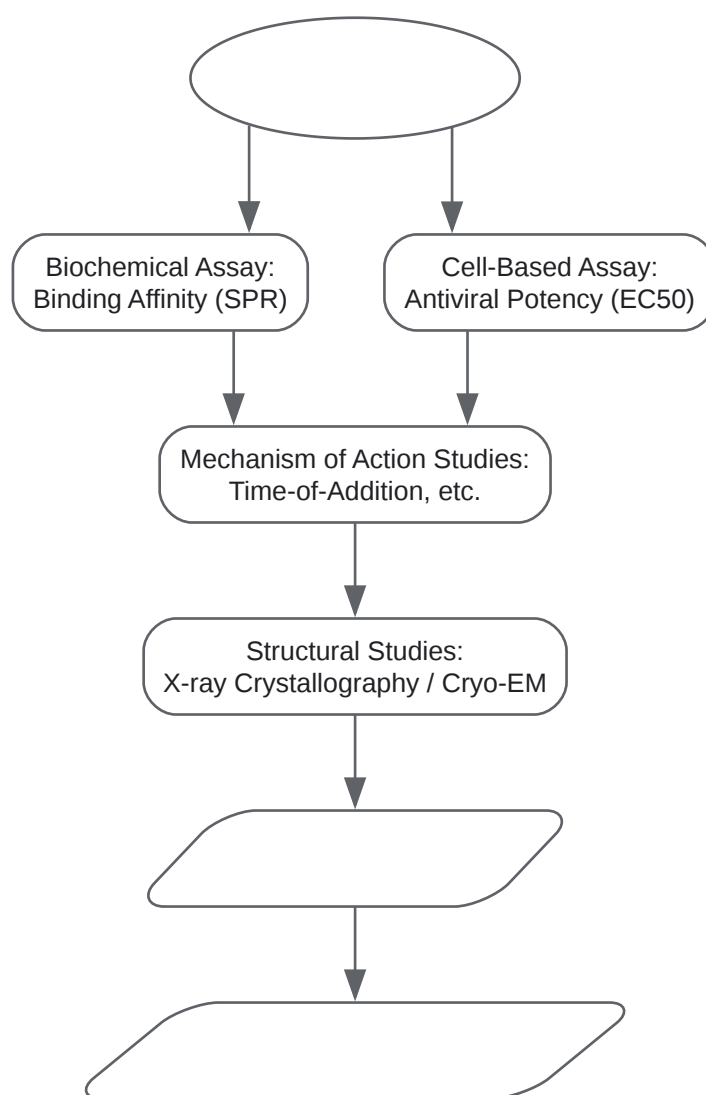 Biochemical Assay:
Binding Affinity (SPR)
Cell-Based Assay:
Antiviral Potency (EC50)
Mechanism of Action Studies:
Time-of-Addition, etc.
Structural Studies:
X-ray Crystallography / Cryo-EM